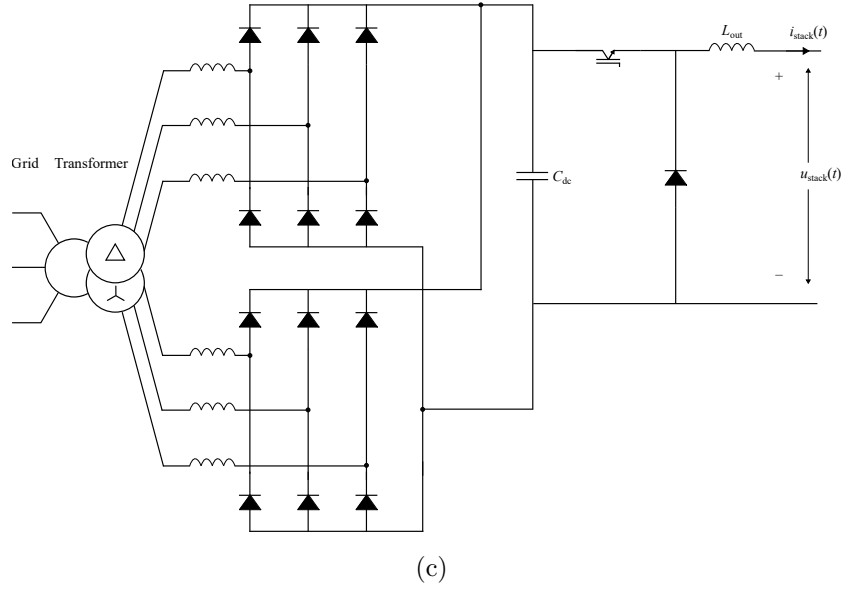 L_out
i_stack(t)
+
Grid Transformer
C_dc
u_stack(t)
−
(c)